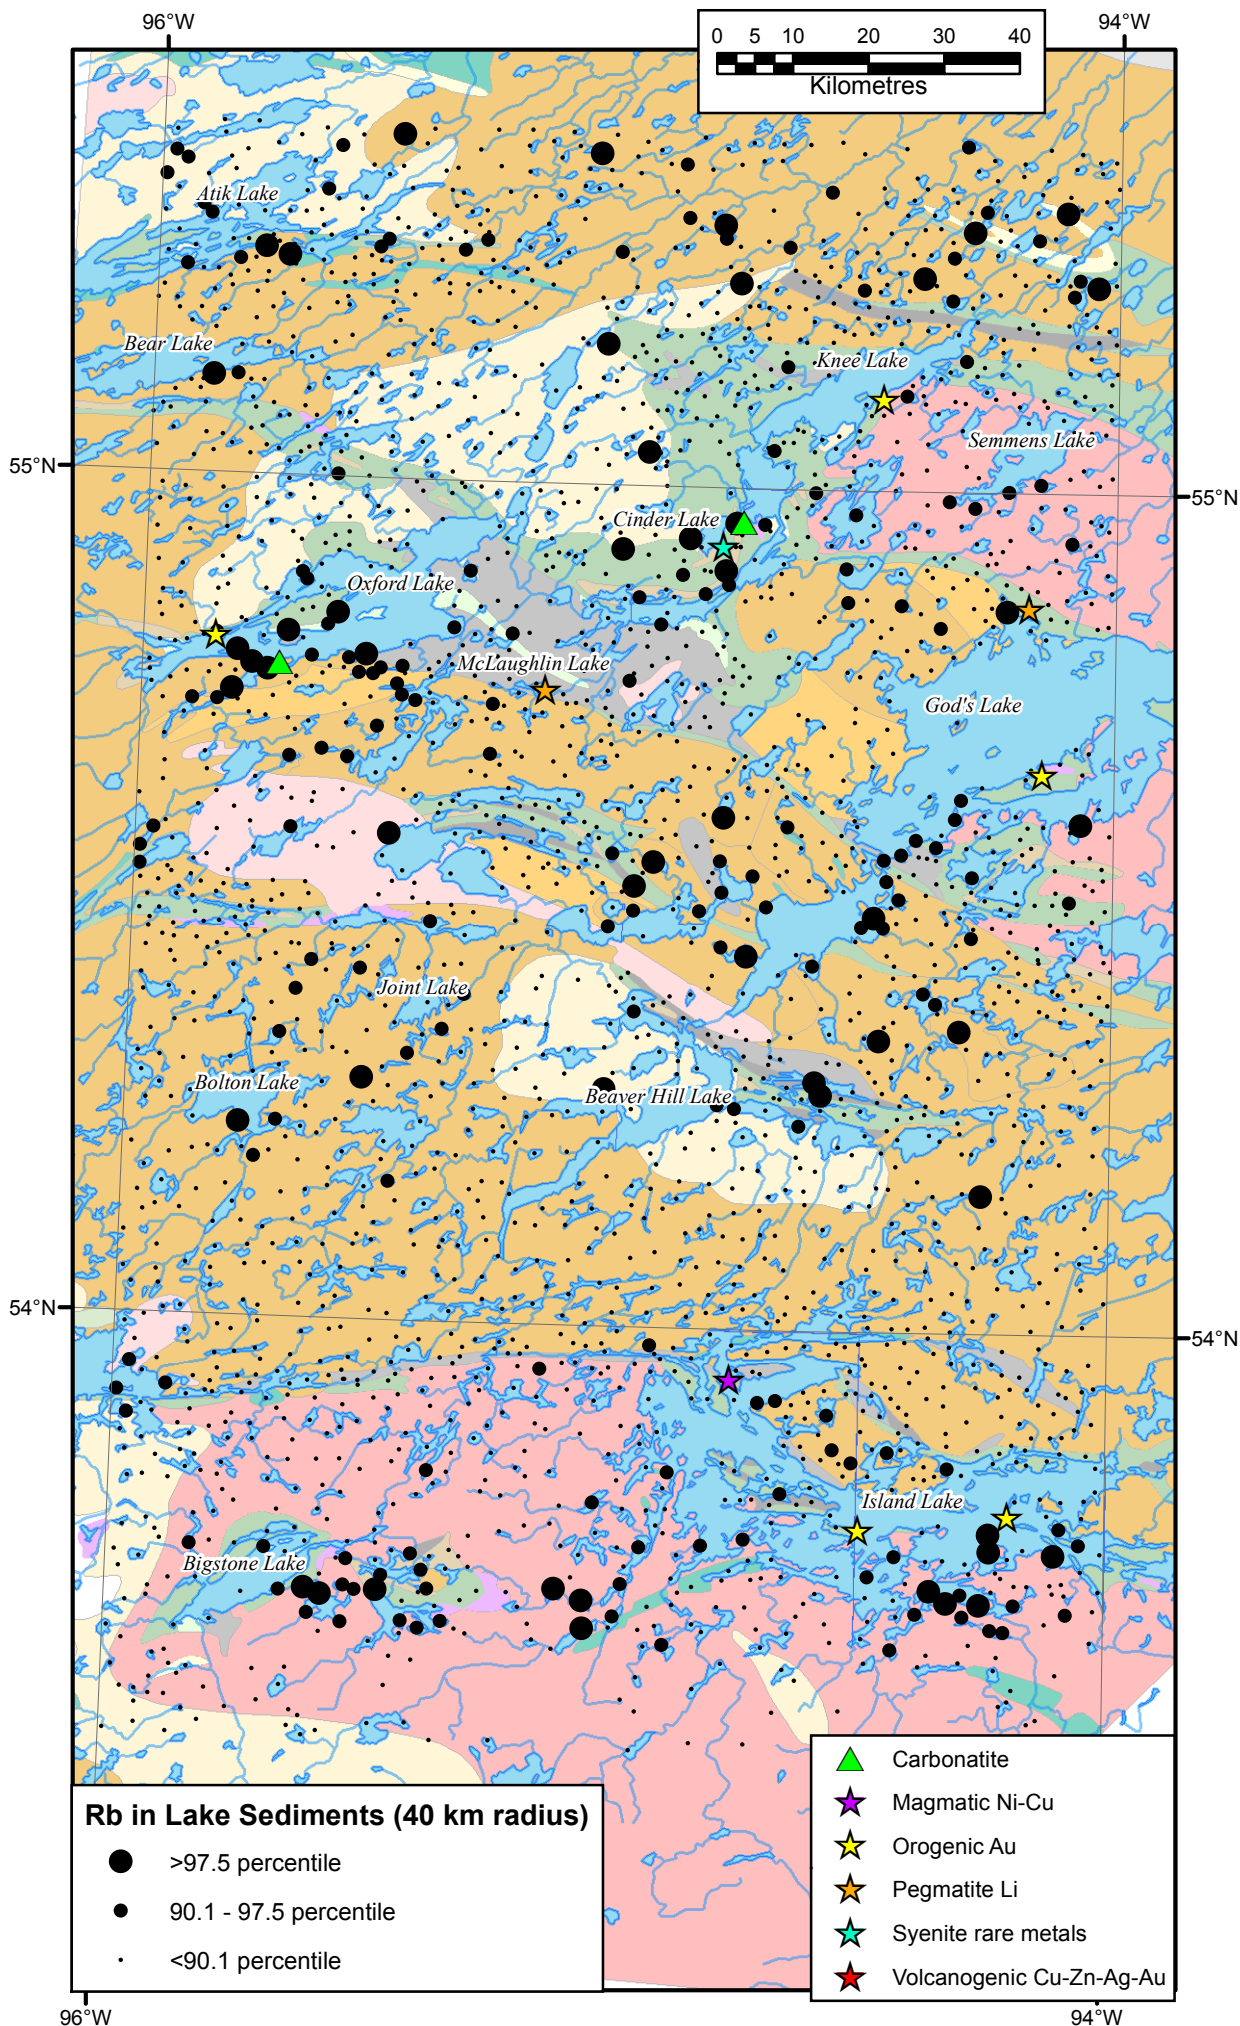 96°W
94°W
0 5 10 20 30 40
Kilometres
Atik Lake
Bear Lake
Knee Lake
Semmens Lake
55°N
55°N
Cinder Lake
Oxford Lake
McLaughlin Lake
God's Lake
Joint Lake
Bolton Lake
Beaver Hill Lake
54°N
54°N
Island Lake
Bigstone Lake
Rb in Lake Sediments (40 km radius)
>97.5 percentile
90.1 - 97.5 percentile
<90.1 percentile
Carbonatite
Magmatic Ni-Cu
Orogenic Au
Pegmatite Li
Syenite rare metals
Volcanogenic Cu-Zn-Ag-Au
96°W
94°W